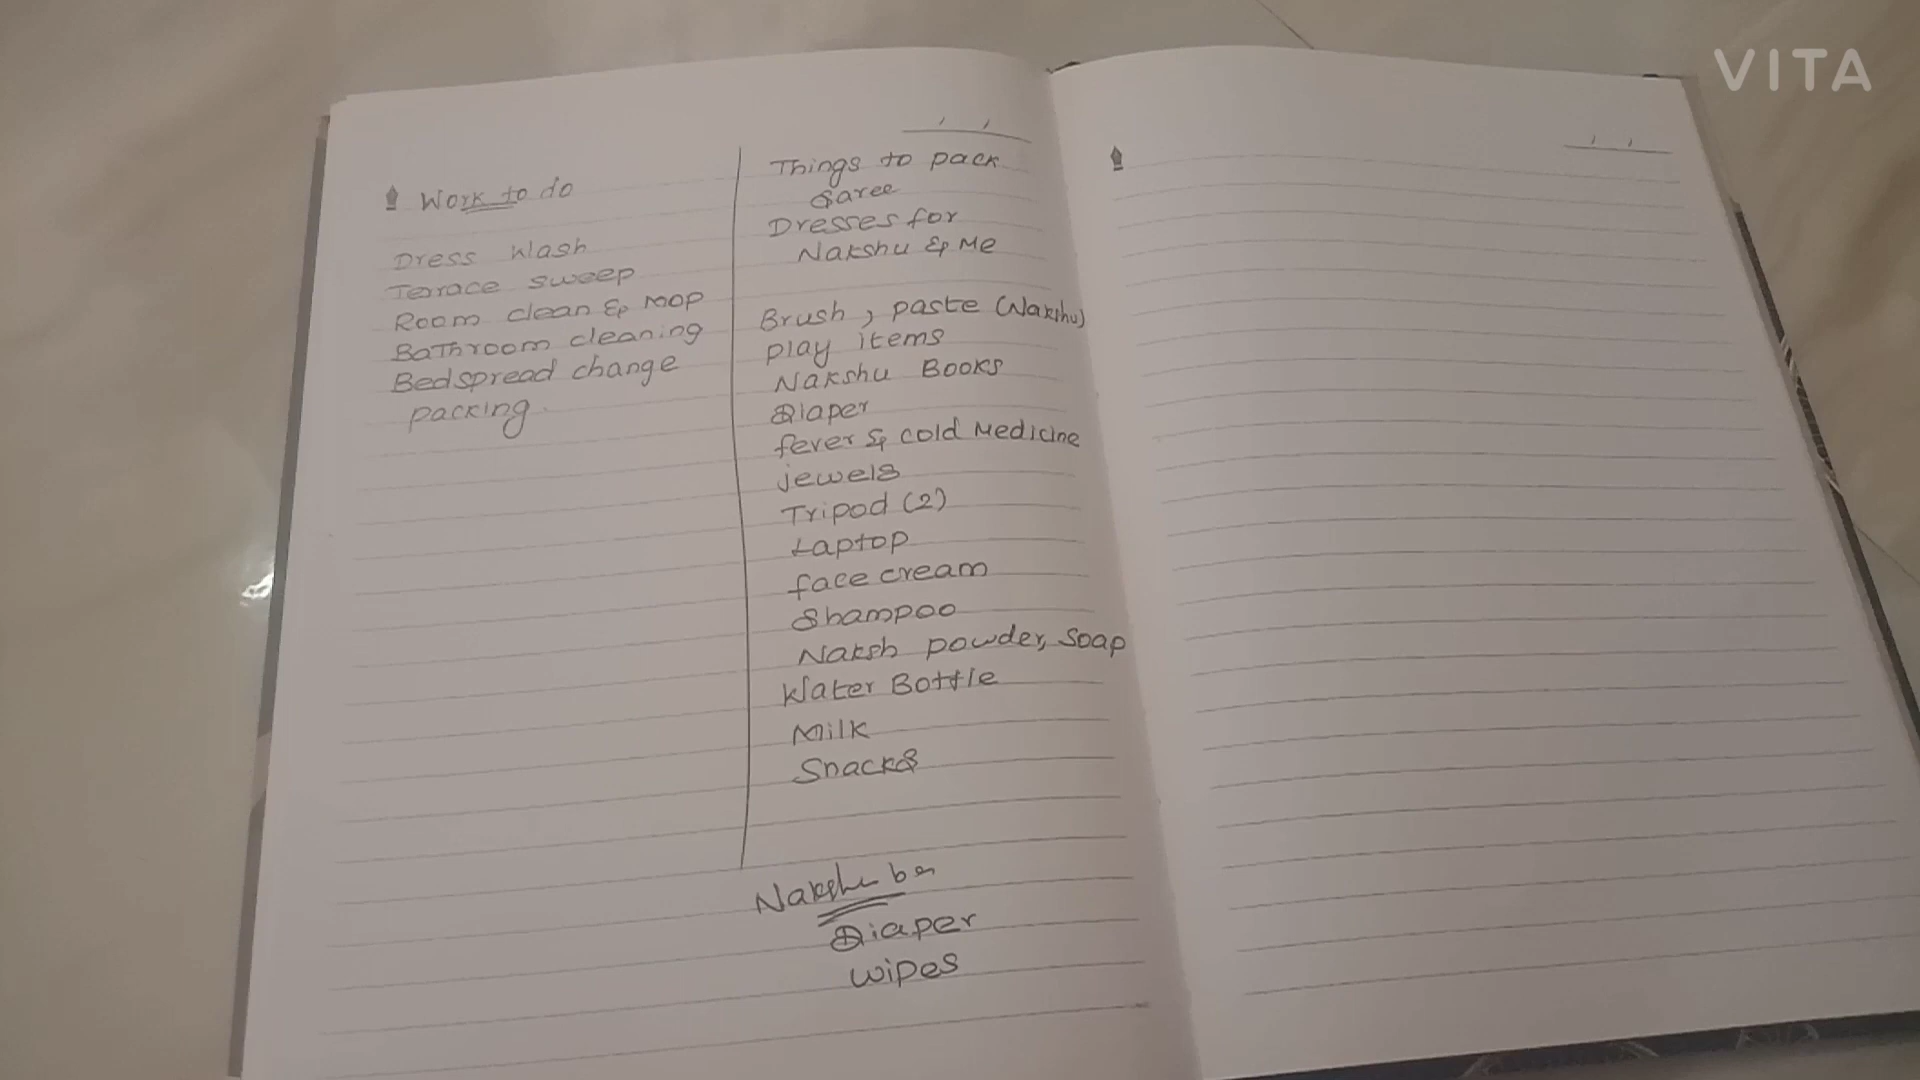 VITA
Work to do
Dress Wash
Terrace sweep
Room clean & mop
Bathroom cleaning
Bedspread change
packing
Things to pack
Saree
Dresses for
Nakshu & Me
Brush, paste (Nakshu)
play items
Nakshu Books
Diaper
fever & cold Medicine
jewels
Tripod (2)
Laptop
face cream
Shampoo
Naksh powder, soap
Water Bottle
Milk
Snacks
Nakshu
Diaper
wipes